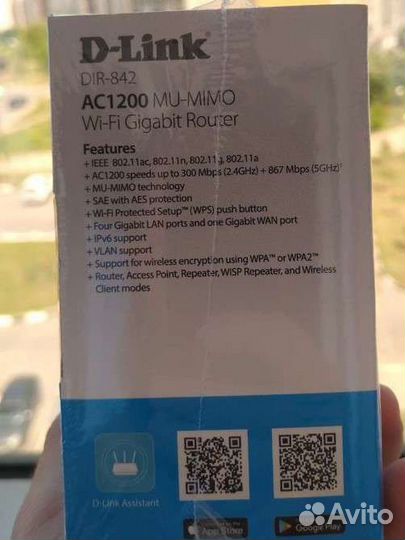 D-Link
DIR-842
AC1200 MU-MIMO
Wi-Fi Gigabit Router
Features
+ IEEE 802.11ac, 802.11n, 802.11g, 802.11a
+ AC1200 speeds up to 300 Mbps (2.4GHz) + 867 Mbps (5GHz)¹
+ MU-MIMO technology
+ SAE with AES protection
+ Wi-Fi Protected Setup™ (WPS) push button
+ Four Gigabit LAN ports and one Gigabit WAN port
+ IPv6 support
+ VLAN support
+ Support for wireless encryption using WPA™ or WPA2™
+ Router, Access Point, Repeater, WISP Repeater, and Wireless
Client modes
D-Link Assistant
App Store
Google Play
Avito